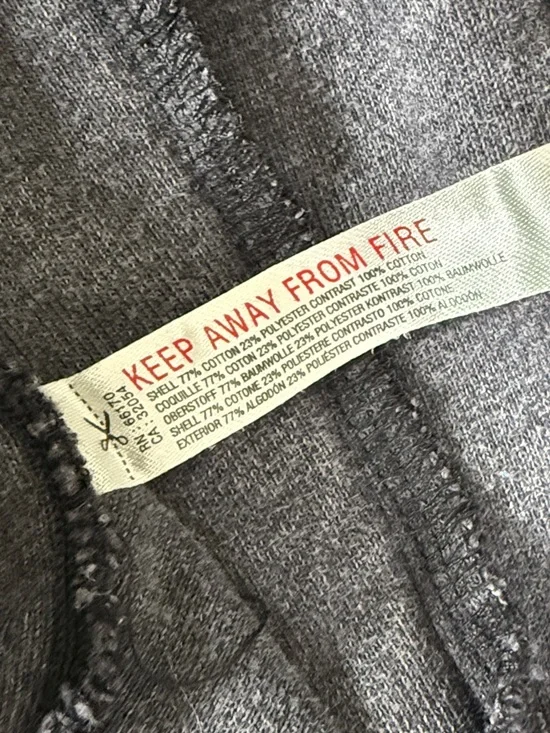 KEEP AWAY FROM FIRE
SHELL 77% COTTON 23% POLYESTER CONTRAST 100% COTTON
COQUILLE 77% COTON 23% POLYESTER CONTRASTE 100% COTON
OBERSTOFF 77% BAUMWOLLE 23% POLYESTER KONTRAST 100% BAUMWOLLE
SHELL 77% COTONE 23% POLIESTERE CONTRASTO 100% COTONE
EXTERIOR 77% ALGODÓN 23% POLIÉSTER CONTRASTE 100% ALGODÓN
RN: 66170
CA: 32054